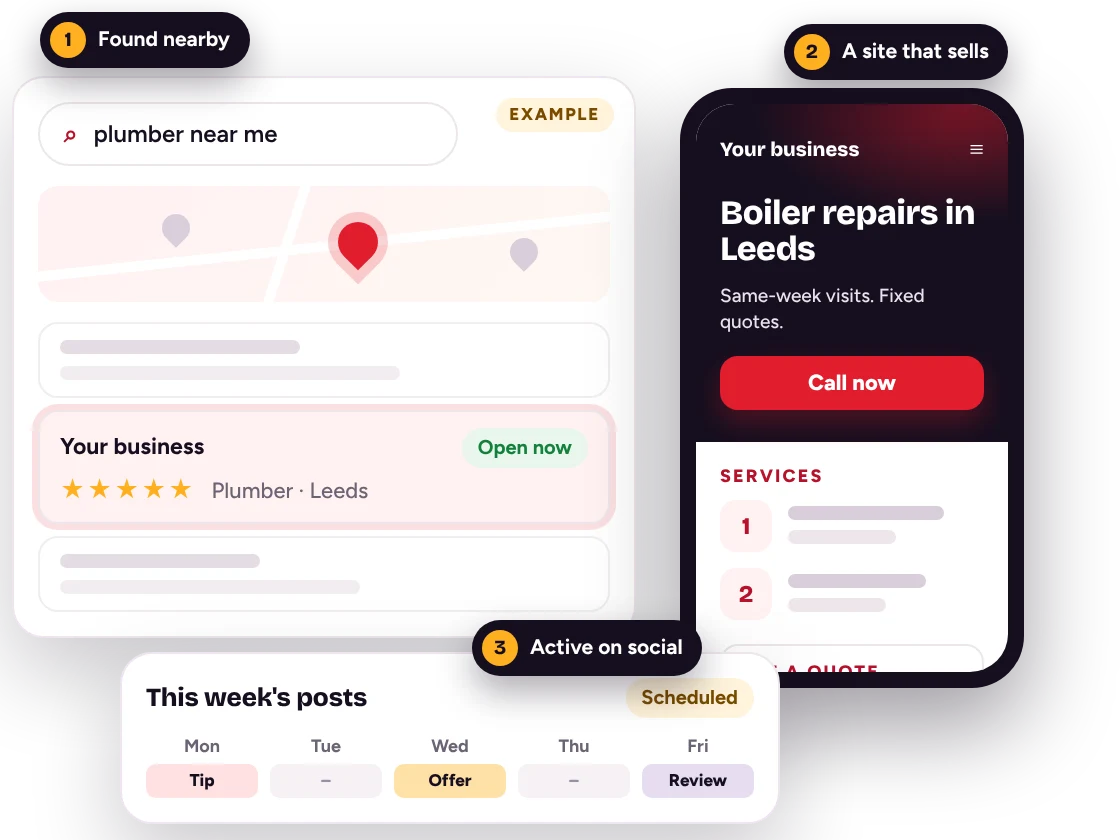 1 Found nearby
EXAMPLE
plumber near me
Your business
Open now
★★★★★ Plumber · Leeds
2 A site that sells
Your business
Boiler repairs in
Leeds
Same-week visits. Fixed
quotes.
Call now
SERVICES
1
2
A QUOTE
3 Active on social
This week's posts
Scheduled
Mon Tue Wed Thu Fri
Tip – Offer – Review